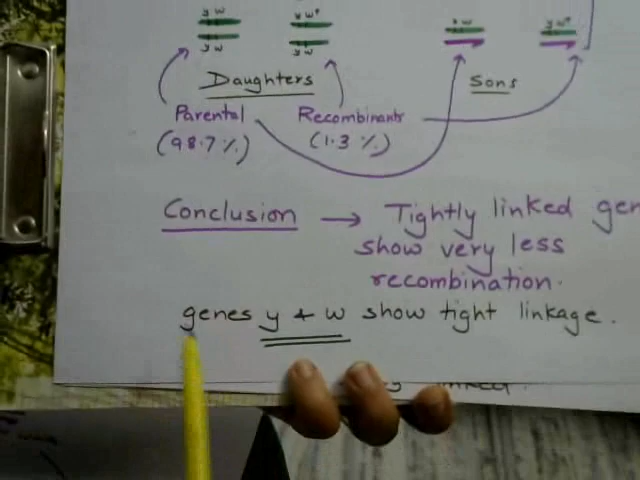 y w y w⁺ w y w⁺
y w y w
Daughters Sons
Parental Recombinants
(98.7%) (1.3 %)
Conclusion → Tightly linked gen
show very less
recombination.
genes y & w show tight linkage.
linked.